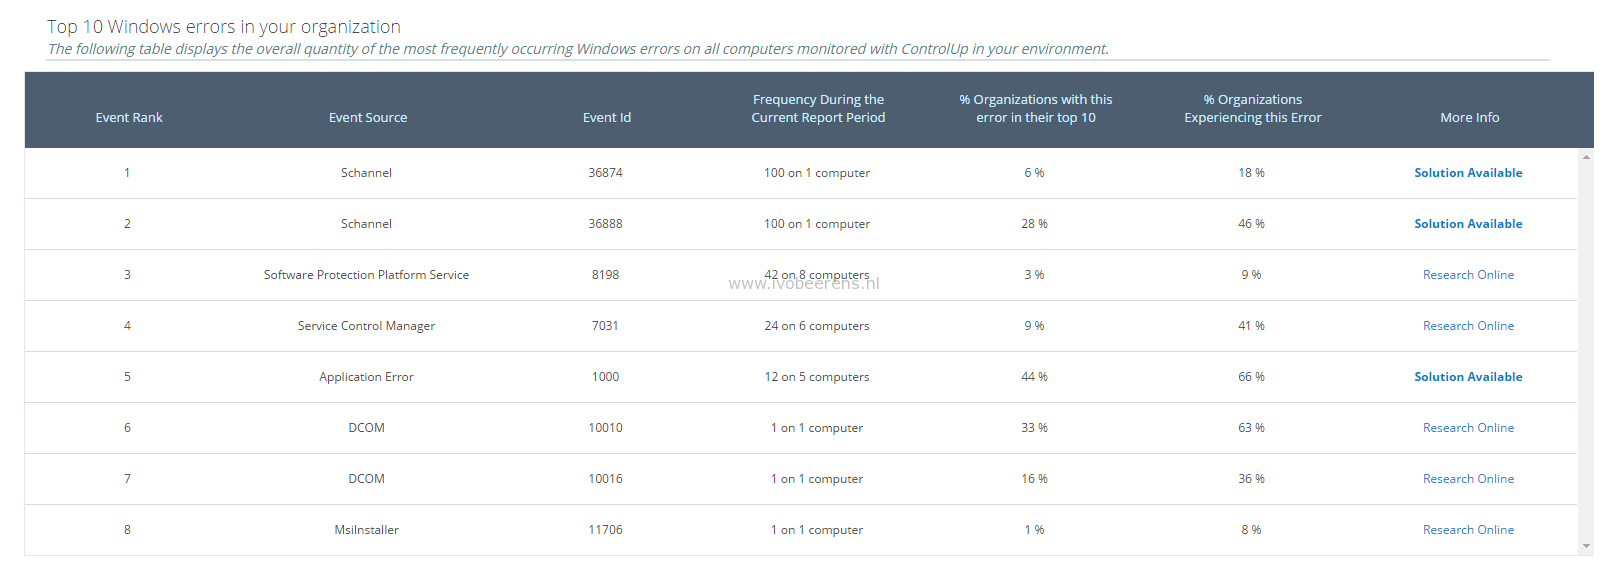 Top 10 Windows errors in your organization
The following table displays the overall quantity of the most frequently occurring Windows errors on all computers monitored with ControlUp in your environment.
Event Rank Event Source Event Id Frequency During the Current Report Period % Organizations with this error in their top 10 % Organizations Experiencing this Error More Info
1 Schannel 36874 100 on 1 computer 6 % 18 % Solution Available
2 Schannel 36888 100 on 1 computer 28 % 46 % Solution Available
3 Software Protection Platform Service 8198 42 on 8 computers 3 % 9 % Research Online
www.ivobeerens.nl
4 Service Control Manager 7031 24 on 6 computers 9 % 41 % Research Online
5 Application Error 1000 12 on 5 computers 44 % 66 % Solution Available
6 DCOM 10010 1 on 1 computer 33 % 63 % Research Online
7 DCOM 10016 1 on 1 computer 16 % 36 % Research Online
8 MsiInstaller 11706 1 on 1 computer 1 % 8 % Research Online